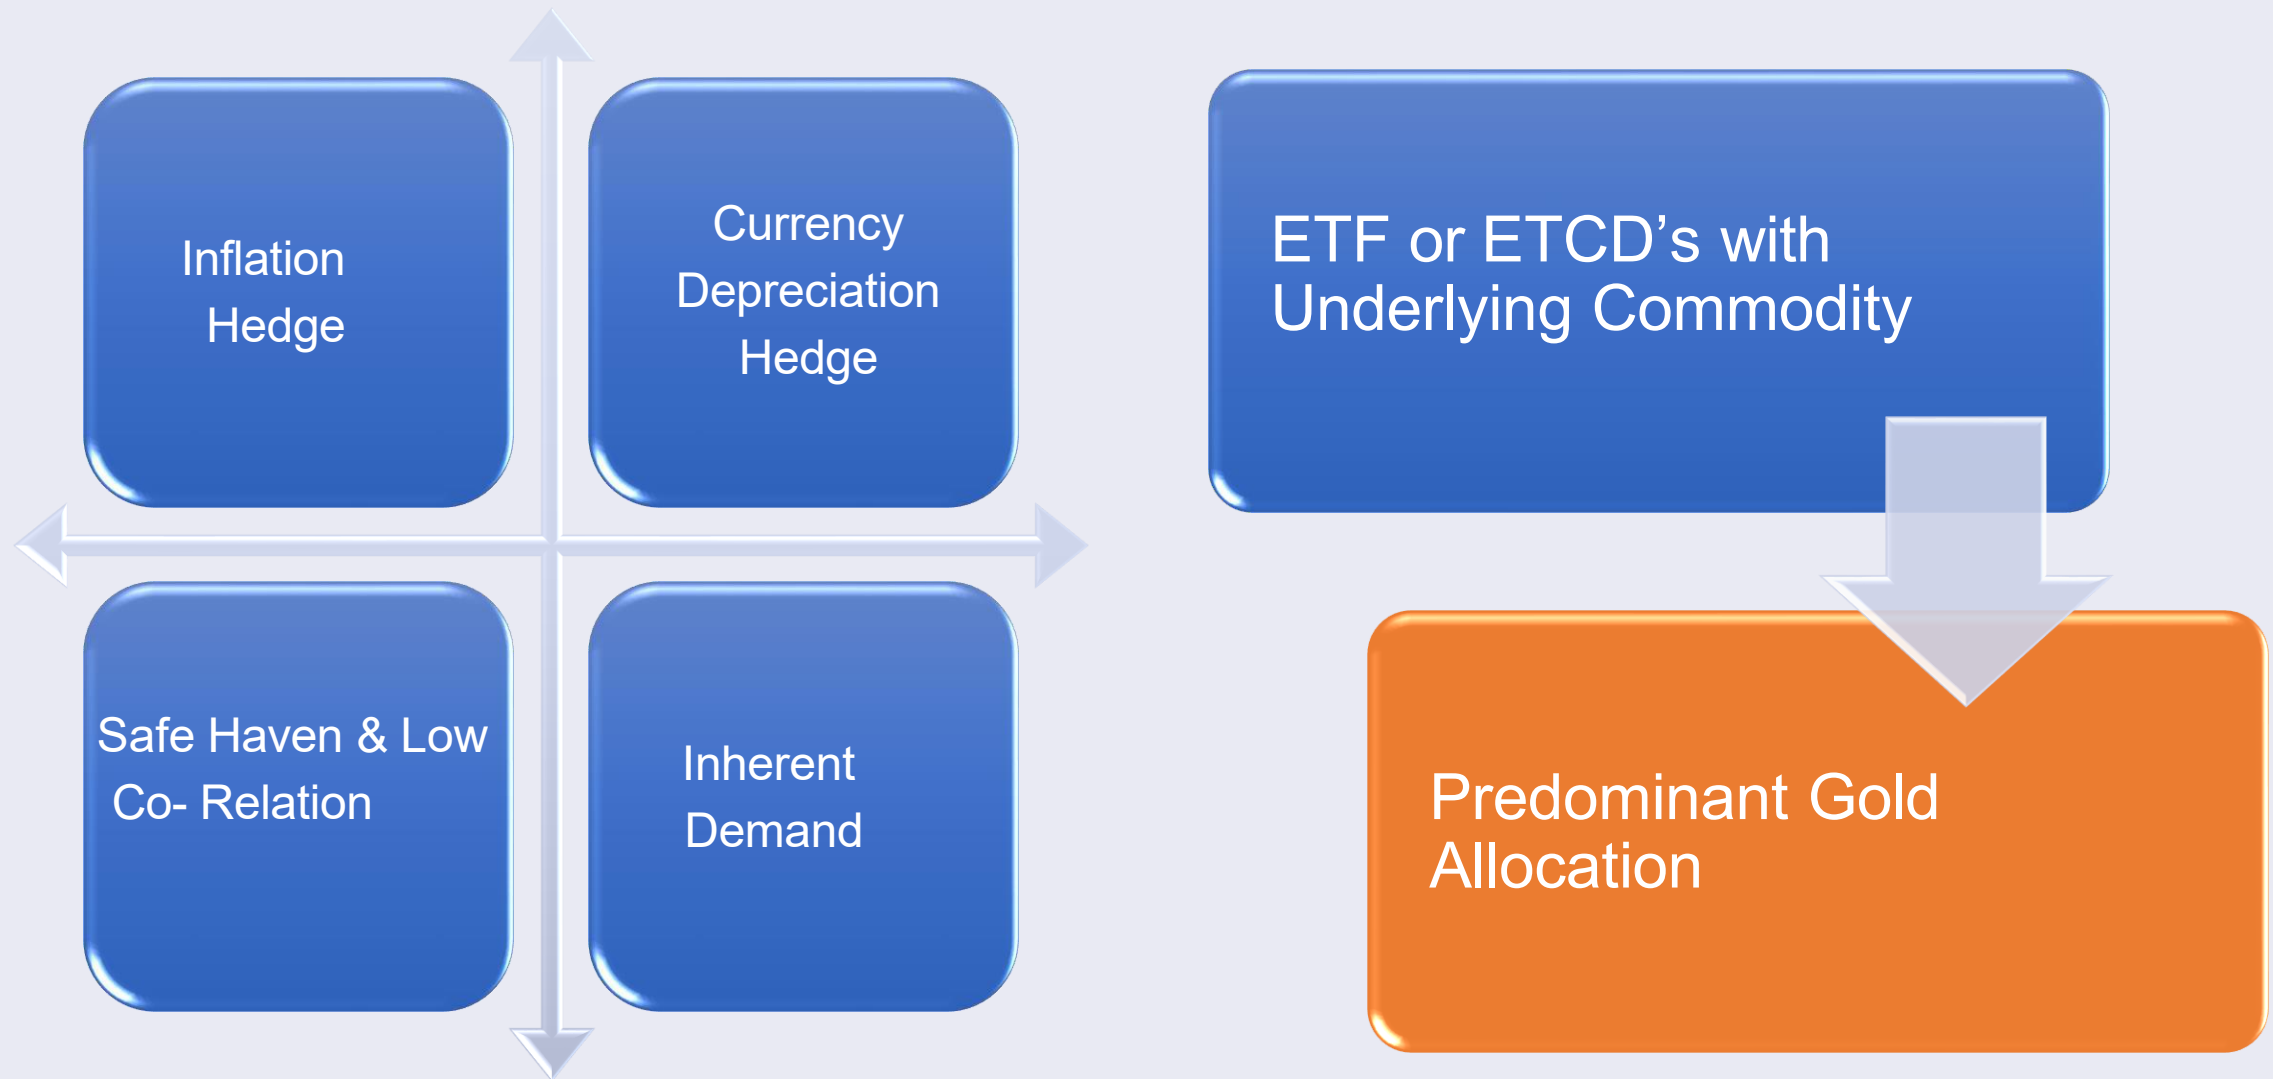 Inflation
Hedge
Currency
Depreciation
Hedge
Safe Haven & Low
Co- Relation
Inherent
Demand
ETF or ETCD’s with
Underlying Commodity
Predominant Gold
Allocation